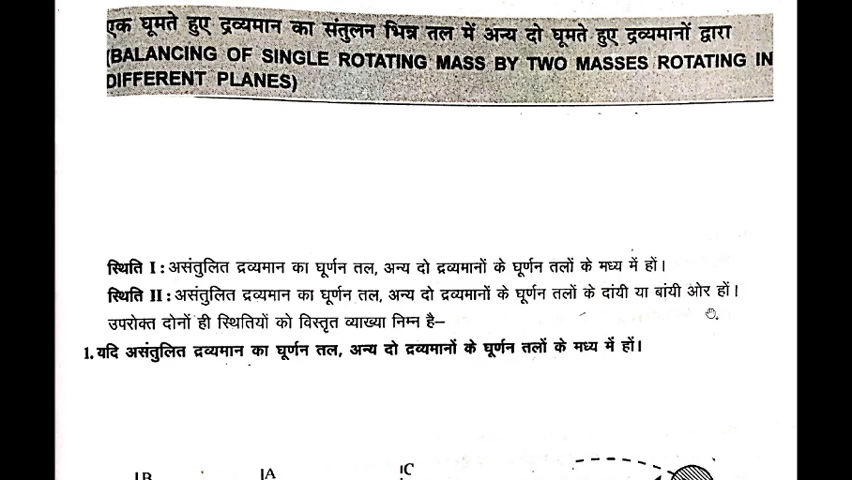 एक घूमते हुए द्रव्यमान का संतुलन भिन्न तल में अन्य दो घूमते हुए द्रव्यमानों द्वारा
(BALANCING OF SINGLE ROTATING MASS BY TWO MASSES ROTATING IN
DIFFERENT PLANES)
स्थिति I : असंतुलित द्रव्यमान का घूर्णन तल, अन्य दो द्रव्यमानों के घूर्णन तलों के मध्य में हों।
स्थिति II : असंतुलित द्रव्यमान का घूर्णन तल, अन्य दो द्रव्यमानों के घूर्णन तलों के दांयी या बांयी ओर हों।
उपरोक्त दोनों ही स्थितियों को विस्तृत व्याख्या निम्न है–
1. यदि असंतुलित द्रव्यमान का घूर्णन तल, अन्य दो द्रव्यमानों के घूर्णन तलों के मध्य में हों।
B A C